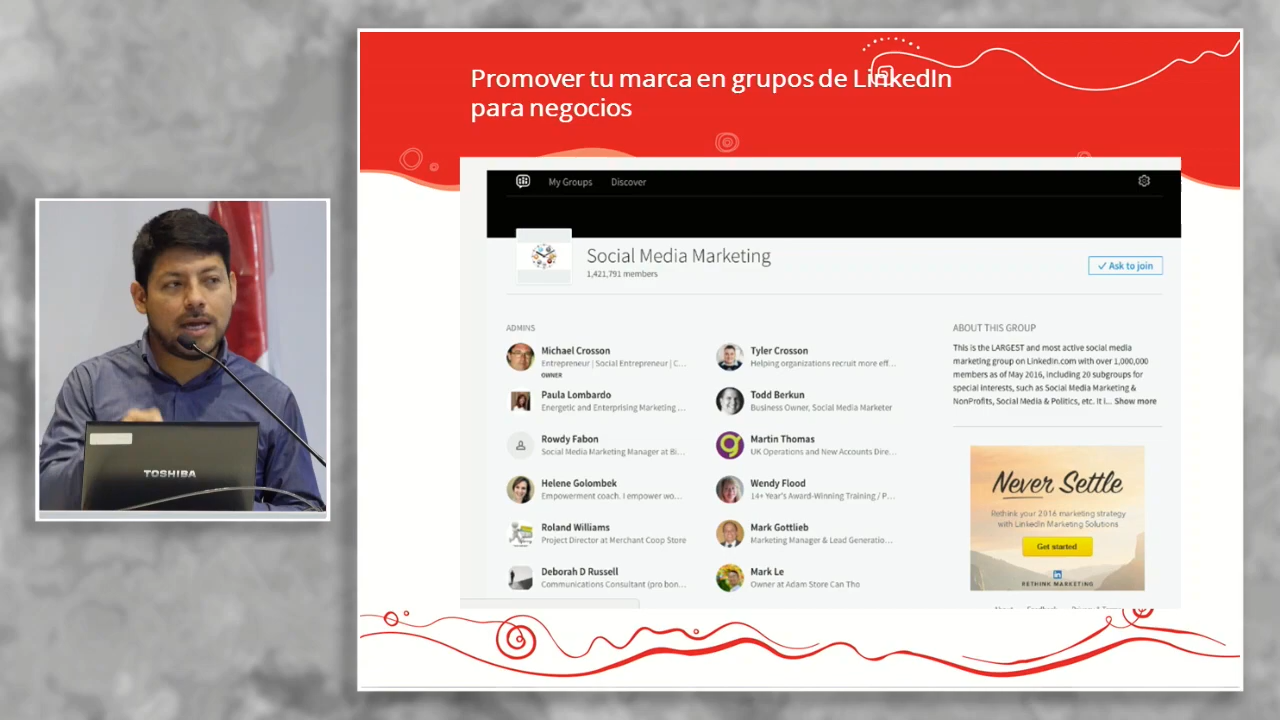 Promover tu marca en grupos de LinkedIn
para negocios
My Groups Discover
Social Media Marketing
1,421,791 members
✓ Ask to join
ADMINS
Michael Crosson
Entrepreneur | Social Entrepreneur | C...
OWNER
Paula Lombardo
Energetic and Enterprising Marketing ...
Rowdy Fabon
Social Media Marketing Manager at Bi...
Helene Golombek
Empowerment coach. I empower wo...
Roland Williams
Project Director at Merchant Coop Store
Deborah D Russell
Communications Consultant (pro bon...
Tyler Crosson
Helping organizations recruit more eff...
Todd Berkun
Business Owner, Social Media Marketer
Martin Thomas
UK Operations and New Accounts Dire...
Wendy Flood
14+ Year's Award-Winning Training / P...
Mark Gottlieb
Marketing Manager & Lead Generatio...
Mark Le
Owner at Adam Store Can Tho
ABOUT THIS GROUP
This is the LARGEST and most active social media
marketing group on Linkedin.com with over 1,000,000
members as of May 2016, including 20 subgroups for
special interests, such as Social Media Marketing &
NonProfits, Social Media & Politics, etc. It i... Show more
Never Settle
Rethink your 2016 marketing strategy
with LinkedIn Marketing Solutions
Get started
in
RETHINK MARKETING
TOSHIBA